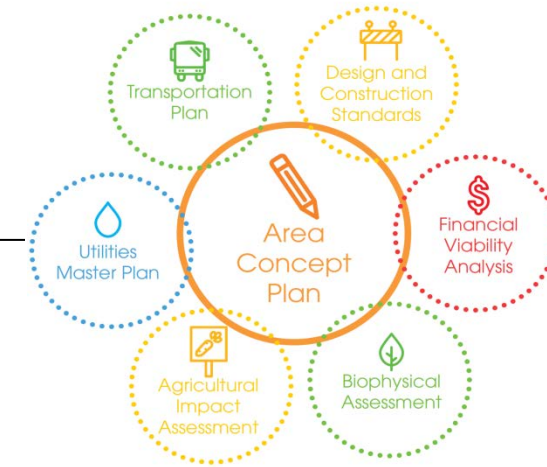 Transportation
Plan
Design and
Construction
Standards
Utilities
Master Plan
Area
Concept
Plan
$
Financial
Viability
Analysis
Agricultural
Impact
Assessment
Biophysical
Assessment